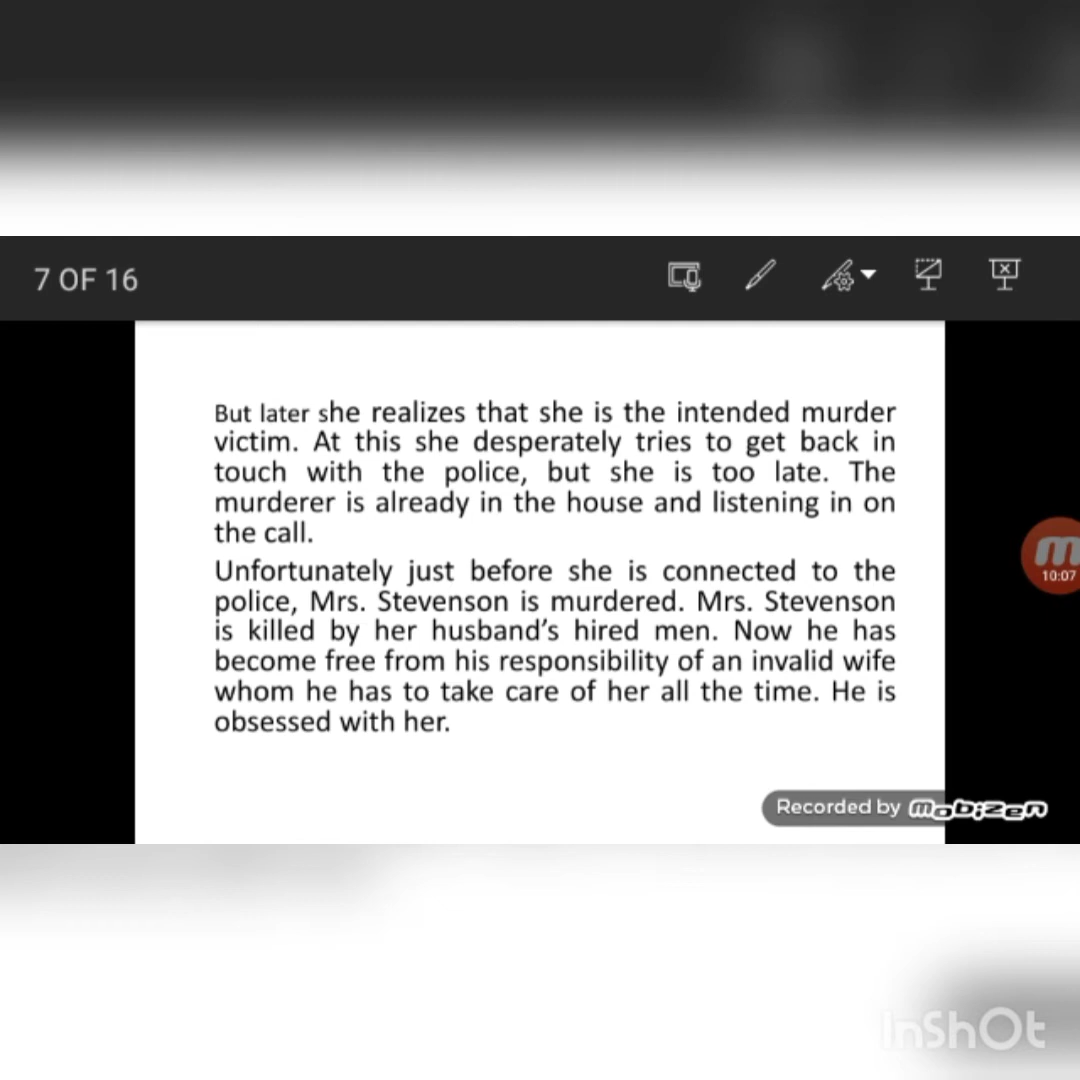 7 OF 16
But later she realizes that she is the intended murder
victim. At this she desperately tries to get back in
touch with the police, but she is too late. The
murderer is already in the house and listening in on
the call.
Unfortunately just before she is connected to the
police, Mrs. Stevenson is murdered. Mrs. Stevenson
is killed by her husband's hired men. Now he has
become free from his responsibility of an invalid wife
whom he has to take care of her all the time. He is
obsessed with her.
m
10:07
Recorded by mobizen
InShOt